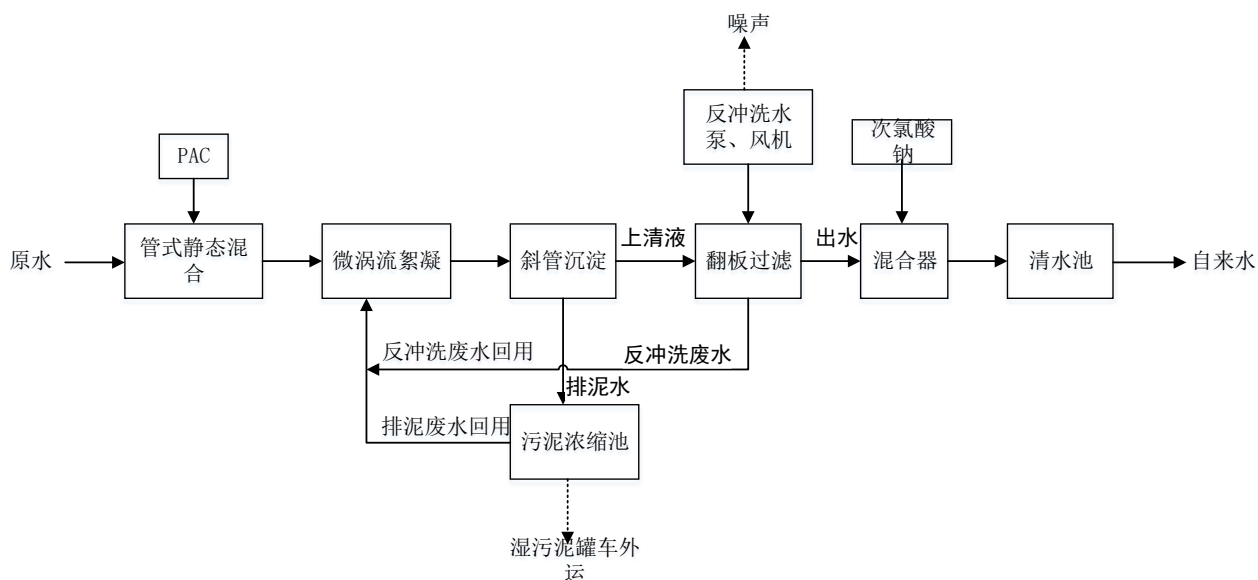 噪声
反冲洗水
泵、风机
次氯酸
钠
PAC
原水
管式静态混
合
微涡流絮凝
斜管沉淀
上清液
翻板过滤
出水
混合器
清水池
自来水
反冲洗废水回用
反冲洗废水
排泥水
排泥废水回用
污泥浓缩池
湿污泥罐车外
运